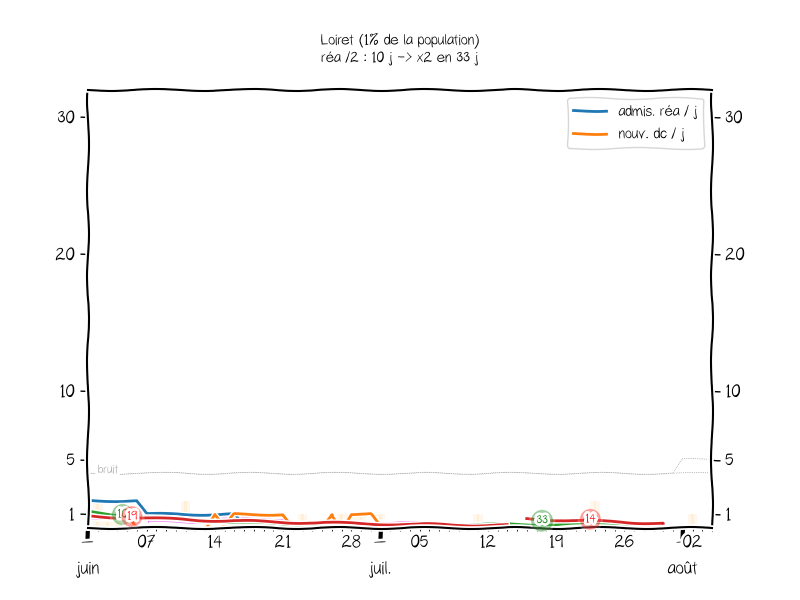 Loiret (1% de la population)
réa /2 : 10 j -> x2 en 33 j
admis. réa / j
nouv. dc / j
30
30
20
20
10
10
5
5
bruit
1
1
19
33
14
07
14
21
28
05
12
19
26
02
juin
juil.
août